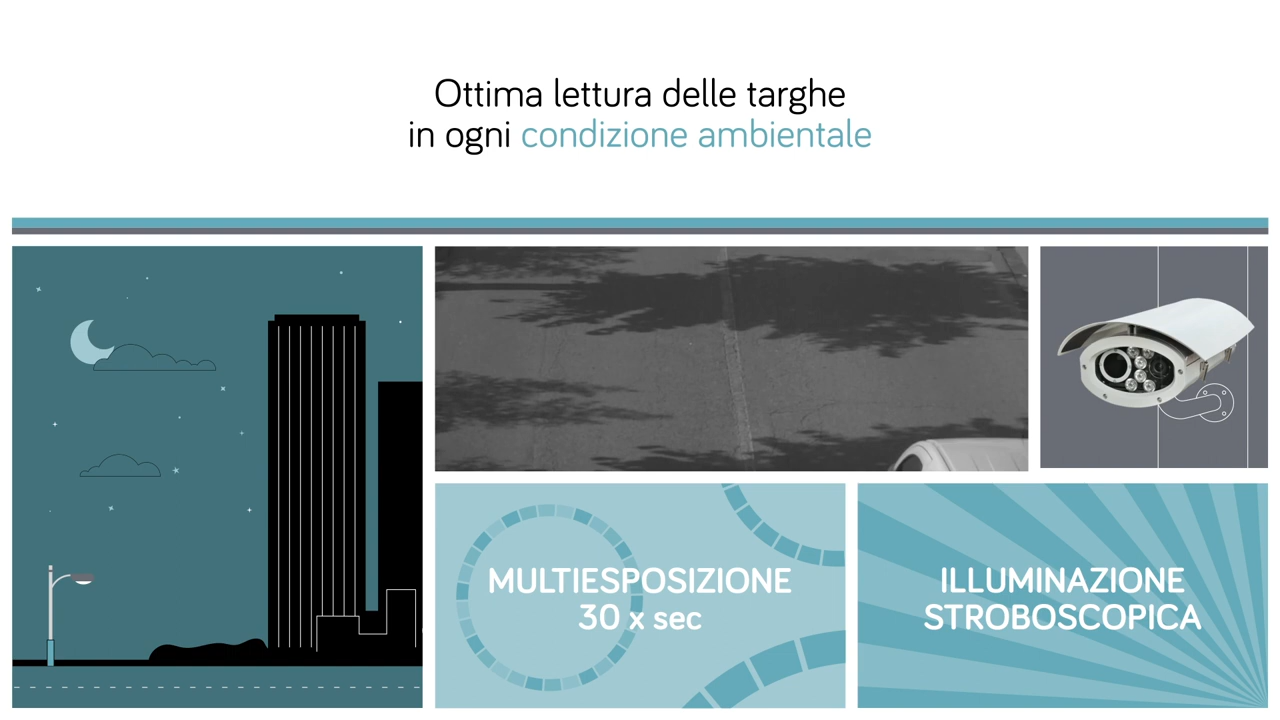 Ottima lettura delle targhe
in ogni condizione ambientale
MULTIESPOSIZIONE
30 x sec
ILLUMINAZIONE
STROBOSCOPICA